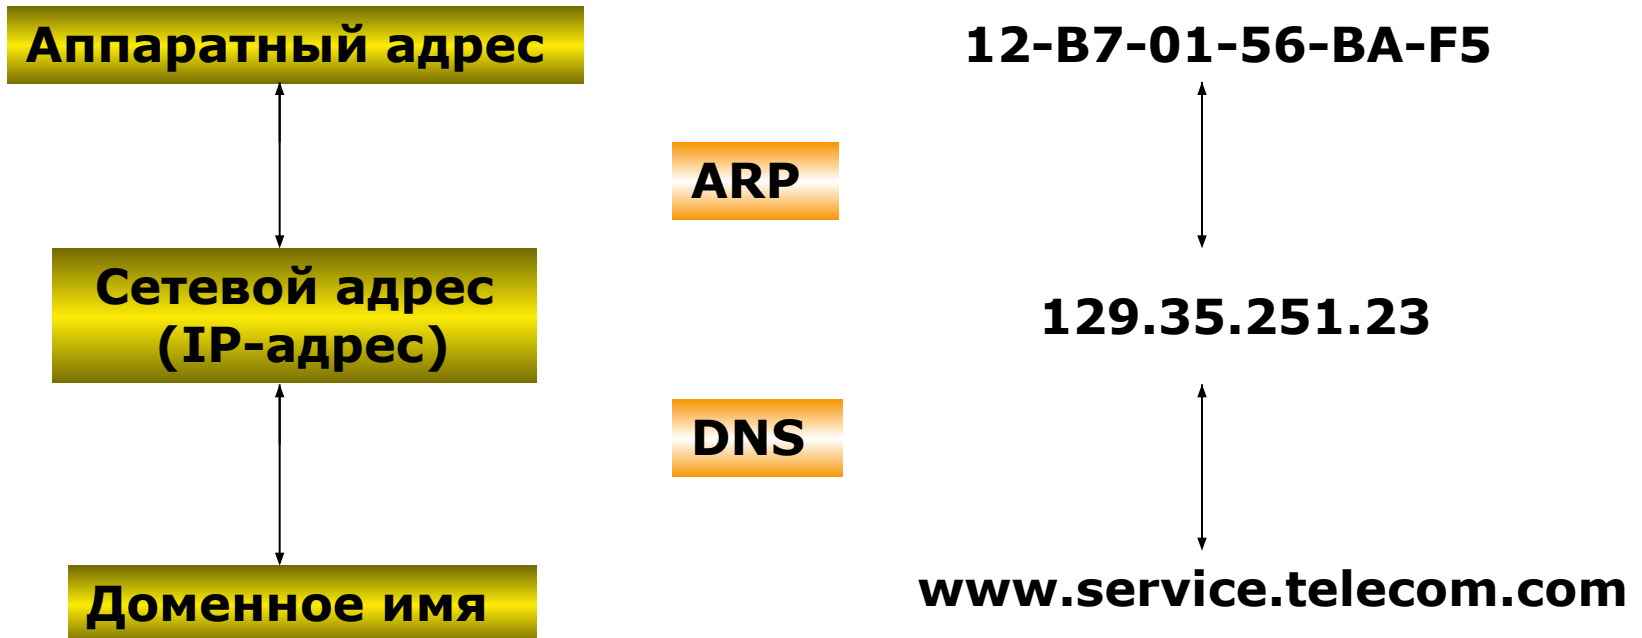 Аппаратный адрес
12-B7-01-56-BA-F5
ARP
Сетевой адрес
(IP-адрес)
129.35.251.23
DNS
Доменное имя
www.service.telecom.com